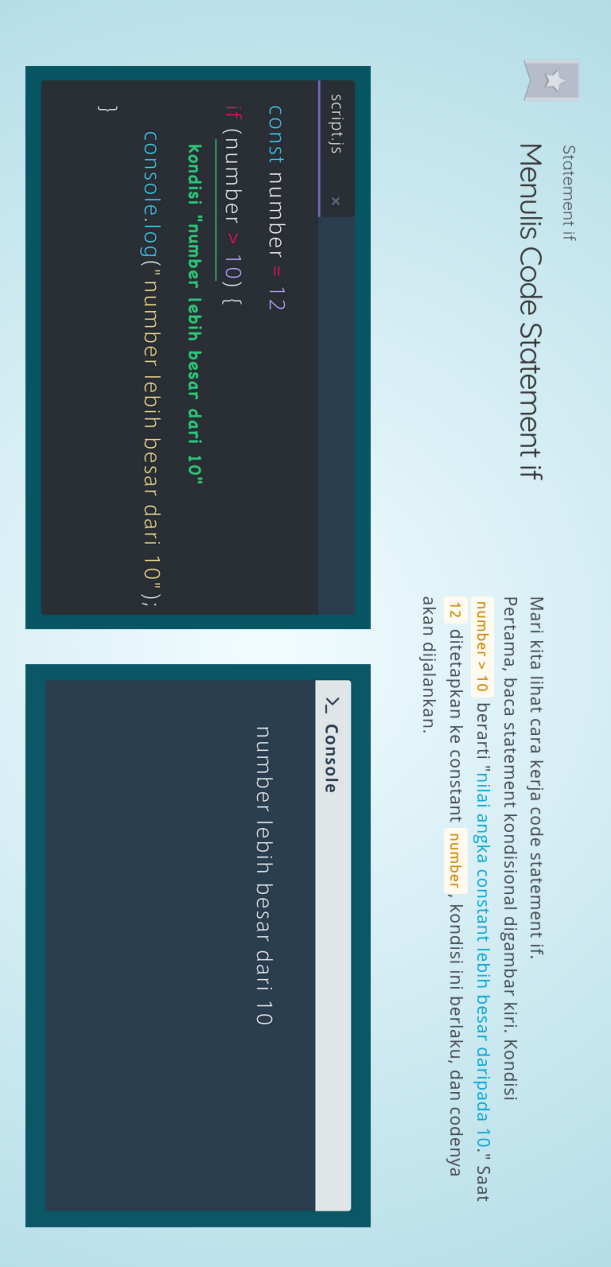 Statement if
Menulis Code Statement if
Mari kita lihat cara kerja code statement if.
Pertama, baca statement kondisional digambar kiri. Kondisi
number > 10 berarti "nilai angka constant lebih besar daripada 10." Saat
12 ditetapkan ke constant number, kondisi ini berlaku, dan codenya
akan dijalankan.
script.js ×
const number = 12
if (number > 10) {
kondisi "number lebih besar dari 10"
console.log("number lebih besar dari 10");
}
>_ Console
number lebih besar dari 10